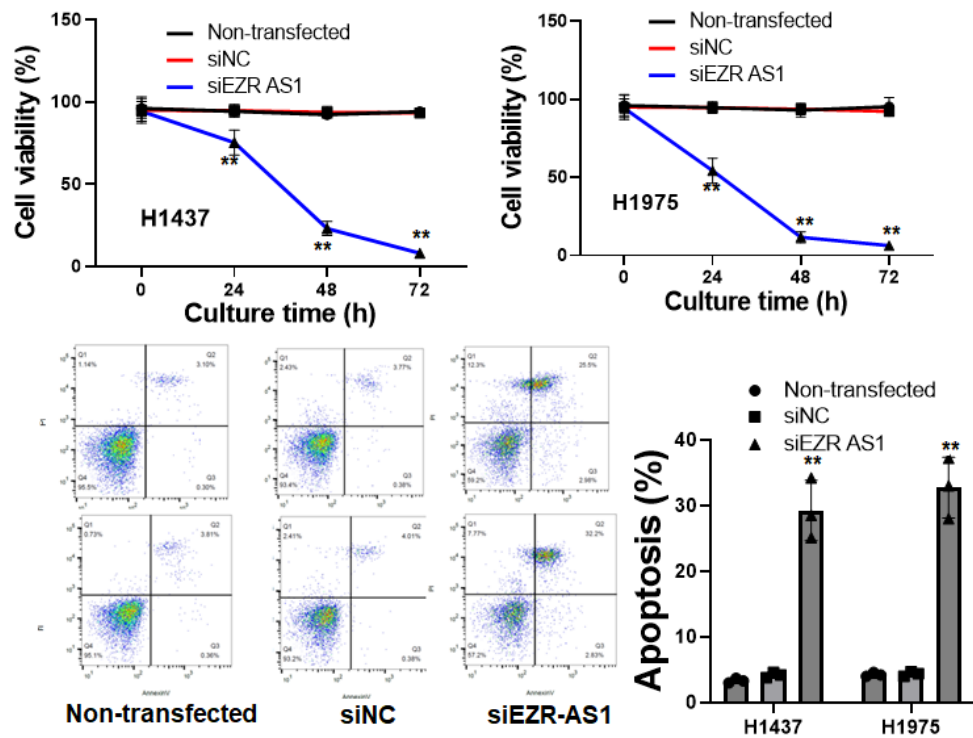 150
100
50
0
Cell viability (%)
Non-transfected
siNC
siEZR AS1
H1437
**
**
**
0 24 48 72
Culture time (h)
150
100
50
0
Cell viability (%)
Non-transfected
siNC
siEZR AS1
H1975
**
**
**
0 24 48 72
Culture time (h)
Q1 1.14%
Q2 3.10%
Q4 95.5%
Q3 0.30%
Q1 2.43%
Q2 3.77%
Q4 93.4%
Q3 0.38%
Q1 12.3%
Q2 25.5%
Q4 59.2%
Q3 2.98%
Q1 0.73%
Q2 3.81%
Q4 95.1%
Q3 0.36%
Q1 2.41%
Q2 4.01%
Q4 93.2%
Q3 0.38%
Q1 7.77%
Q2 32.2%
Q4 57.2%
Q3 2.83%
AnnexinV
AnnexinV
AnnexinV
Non-transfected
siNC
siEZR-AS1
Non-transfected
siNC
siEZR AS1
40
30
20
10
0
Apoptosis (%)
**
**
H1437 H1975